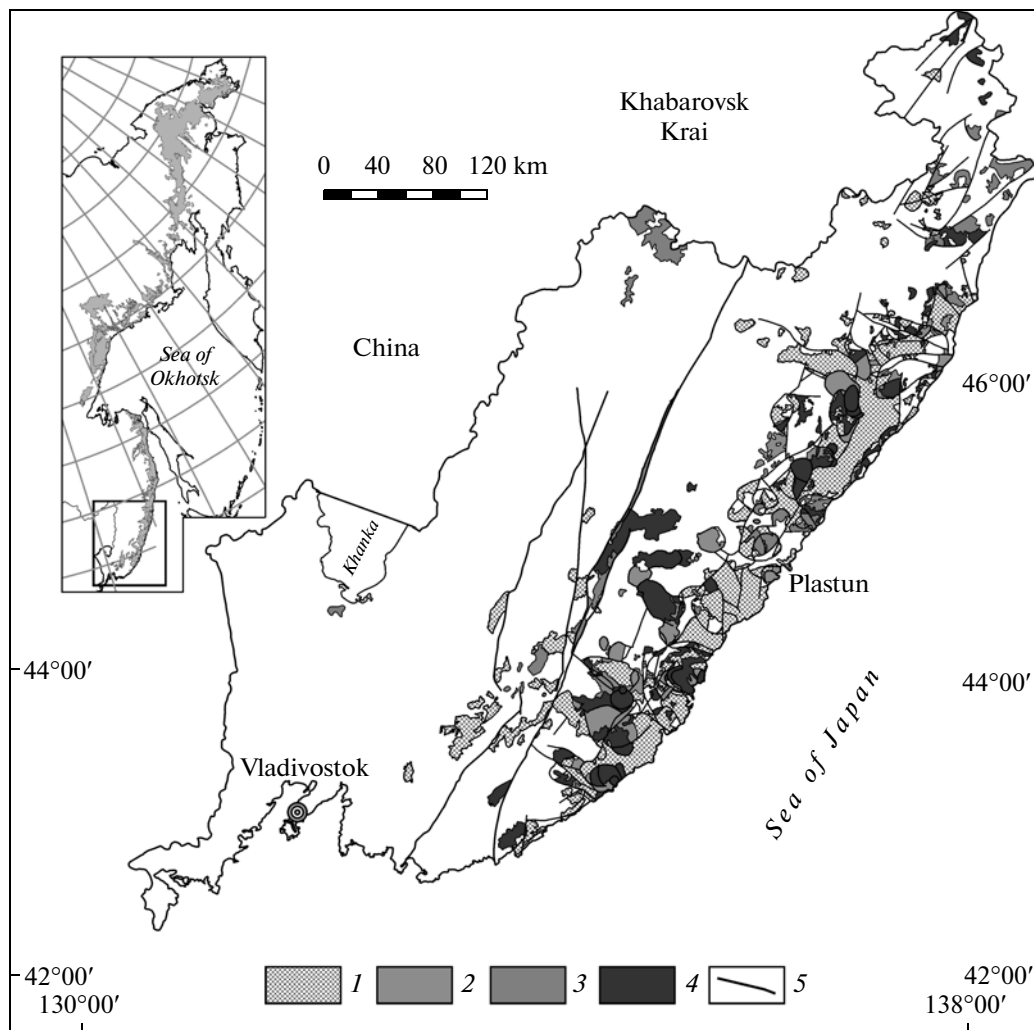 Khabarovsk
Krai
0 40 80 120 km
China
Sea of
Okhotsk
46°00′
Khanka
Plastun
44°00′
44°00′
Sea of Japan
Vladivostok
1 2 3 4 5
42°00′
42°00′
130°00′
138°00′